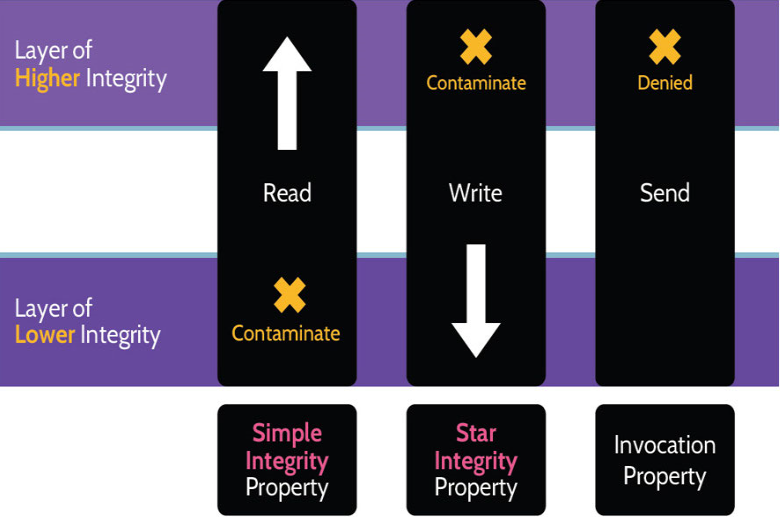 Layer of
Higher Integrity
Contaminate
Denied
Read
Write
Send
Layer of
Lower Integrity
Contaminate
Simple
Integrity
Property
Star
Integrity
Property
Invocation
Property